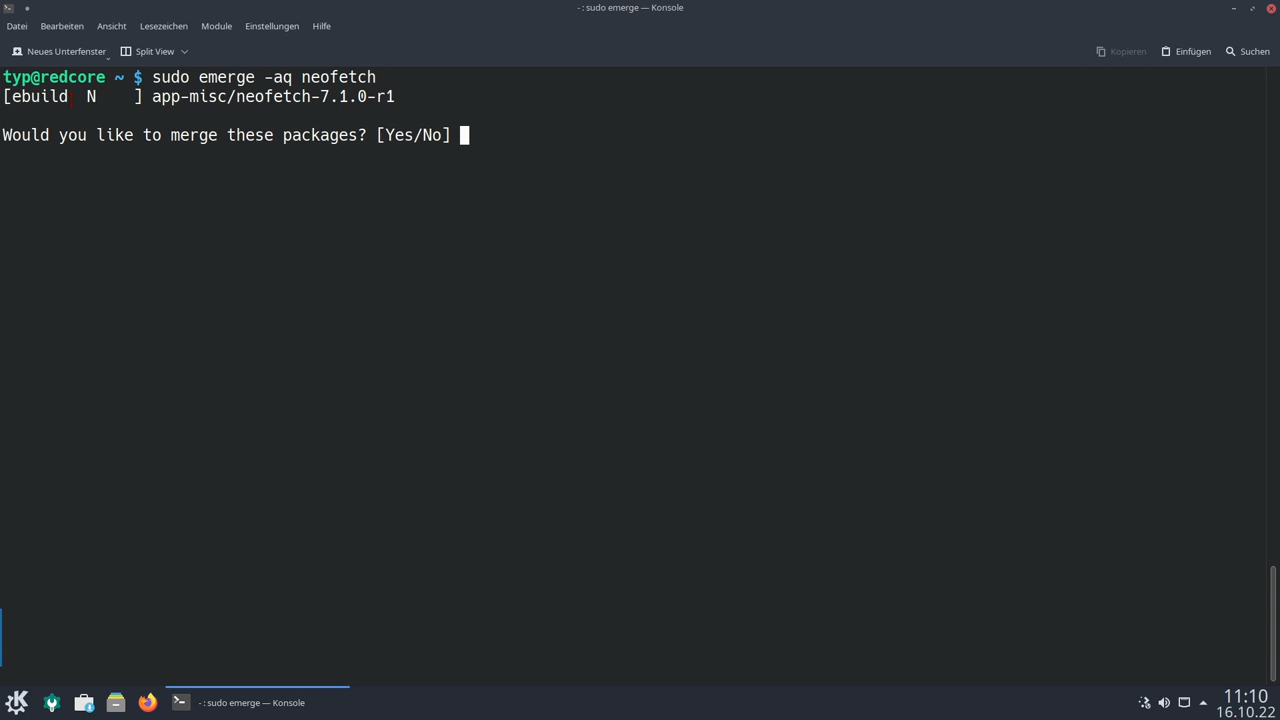 - : sudo emerge — Konsole
Datei Bearbeiten Ansicht Lesezeichen Module Einstellungen Hilfe
Neues Unterfenster Split View Kopieren Einfügen Suchen
typ@redcore ~ $ sudo emerge -aq neofetch
[ebuild  N    ] app-misc/neofetch-7.1.0-r1
Would you like to merge these packages? [Yes/No]
- : sudo emerge — Konsole
11:10
16.10.22